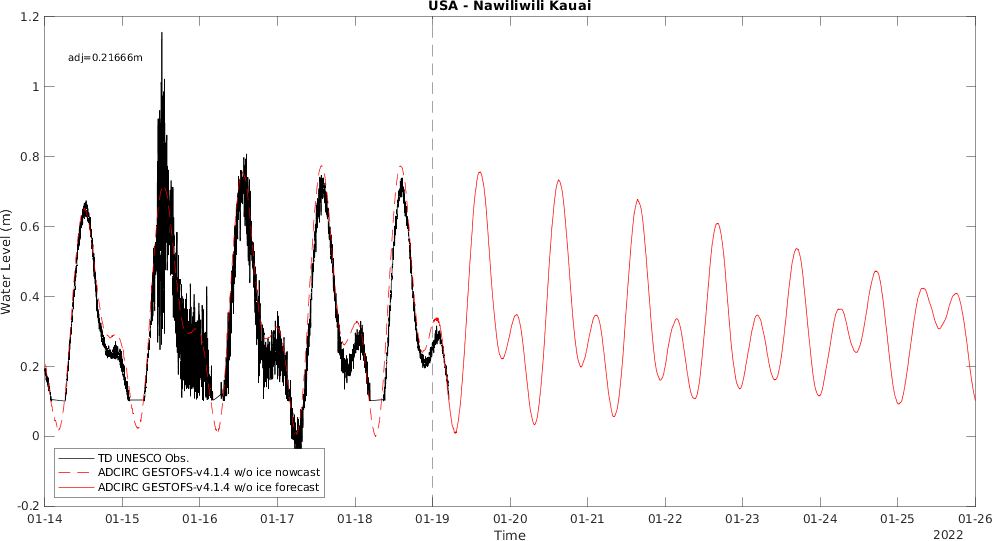 USA - Nawiliwili Kauai
1.2
1
0.8
0.6
0.4
0.2
0
-0.2
Water Level (m)
adj=0.21666m
TD UNESCO Obs.
ADCIRC GESTOFS-v4.1.4 w/o ice nowcast
ADCIRC GESTOFS-v4.1.4 w/o ice forecast
01-14 01-15 01-16 01-17 01-18 01-19 01-20 01-21 01-22 01-23 01-24 01-25 01-26
Time
2022